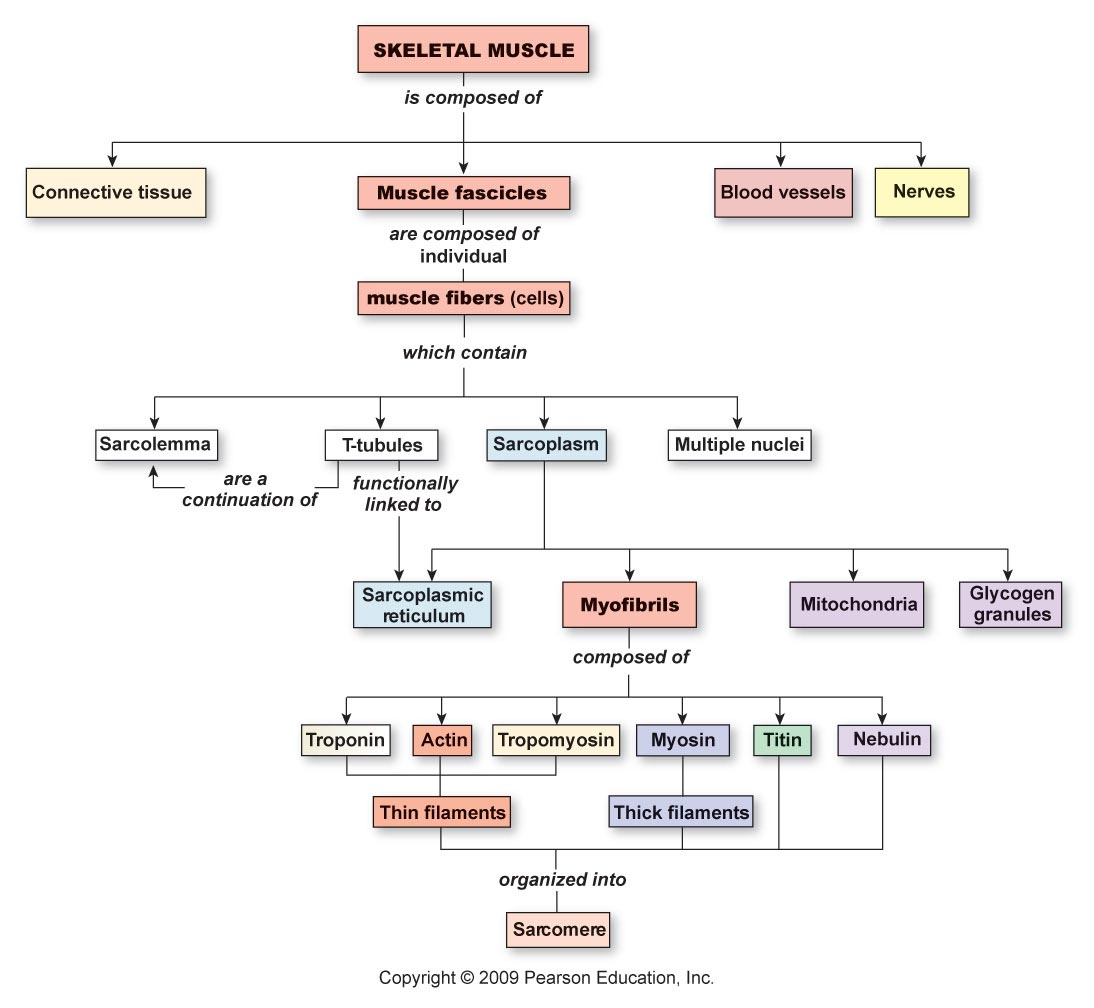 SKELETAL MUSCLE
is composed of
Connective tissue
Muscle fascicles
Blood vessels
Nerves
are composed of
individual
muscle fibers (cells)
which contain
Sarcolemma
T-tubules
Sarcoplasm
Multiple nuclei
are a
continuation of
functionally
linked to
Sarcoplasmic
reticulum
Myofibrils
Mitochondria
Glycogen
granules
composed of
Troponin
Actin
Tropomyosin
Myosin
Titin
Nebulin
Thin filaments
Thick filaments
organized into
Sarcomere
Copyright © 2009 Pearson Education, Inc.